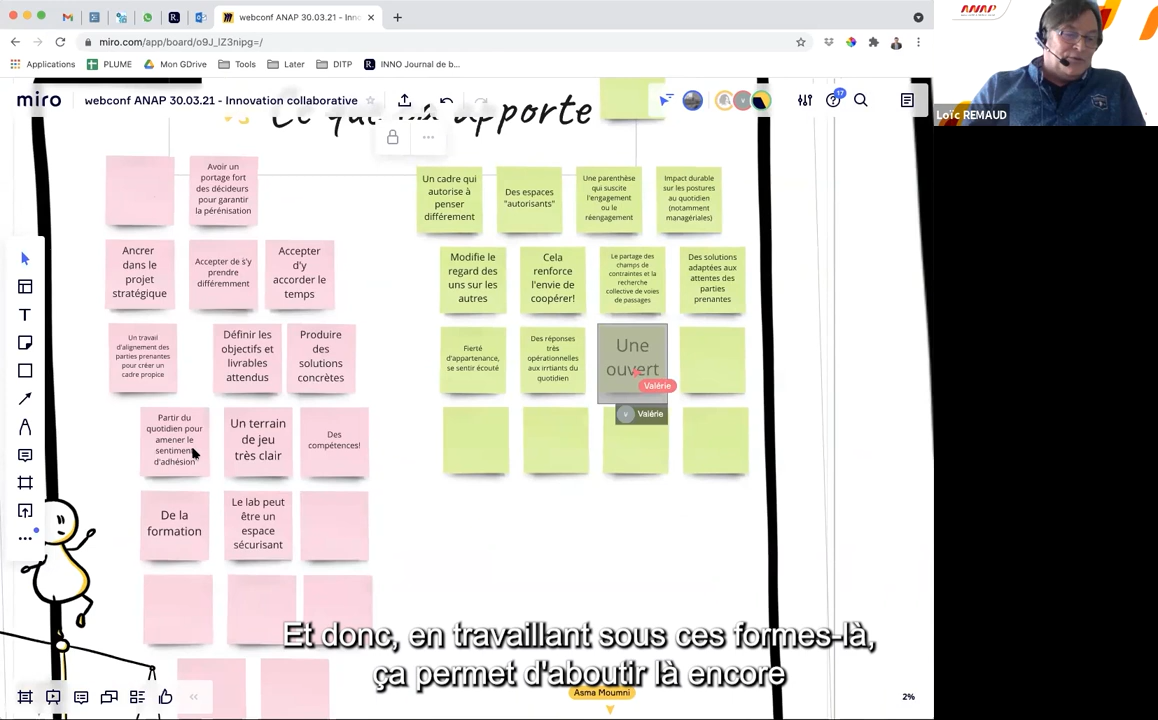 webconf ANAP 30.03.21 - Inno
miro.com/app/board/o9J_lZ3nipg=/
Applications
PLUME
Mon GDrive
Tools
Later
DITP
INNO Journal de b...
miro
webconf ANAP 30.03.21 - Innovation collaborative
17
ANAP
Loïc REMAUD
Avoir un
portage fort
des décideurs
pour garantir
la pérénisation
Ancrer
dans le
projet
stratégique
Accepter de s'y
prendre
différemment
Accepter
d'y
accorder le
temps
Un travail
d'alignement des
parties prenantes
pour créer un
cadre propice
Définir les
objectifs et
livrables
attendus
Produire
des
solutions
concrètes
Partir du
quotidien pour
amener le
sentiment
d'adhésion
Un terrain
de jeu
très clair
Des
compétences!
De la
formation
Le lab peut
être un
espace
sécurisant
Un cadre qui
autorise à
penser
différement
Des espaces
"autorisants"
Une parenthèse
qui suscite
l'engagement
ou le
réengagement
Impact durable
sur les postures
au quotidien
(notamment
managériales)
Modifie le
regard des
uns sur les
autres
Cela
renforce
l'envie de
coopérer!
Le partage des
champs de
contraintes et la
recherche
collective de voies
de passages
Des solutions
adaptées aux
attentes des
parties
prenantes
Fierté
d'appartenance,
se sentir écouté
Des réponses
très
opérationnelles
aux irrtiants du
quotidien
Une
ouvert
Valérie
v Valérie
Et donc, en travaillant sous ces formes-là,
ça permet d'aboutir là encore
Asma Moumni
2%